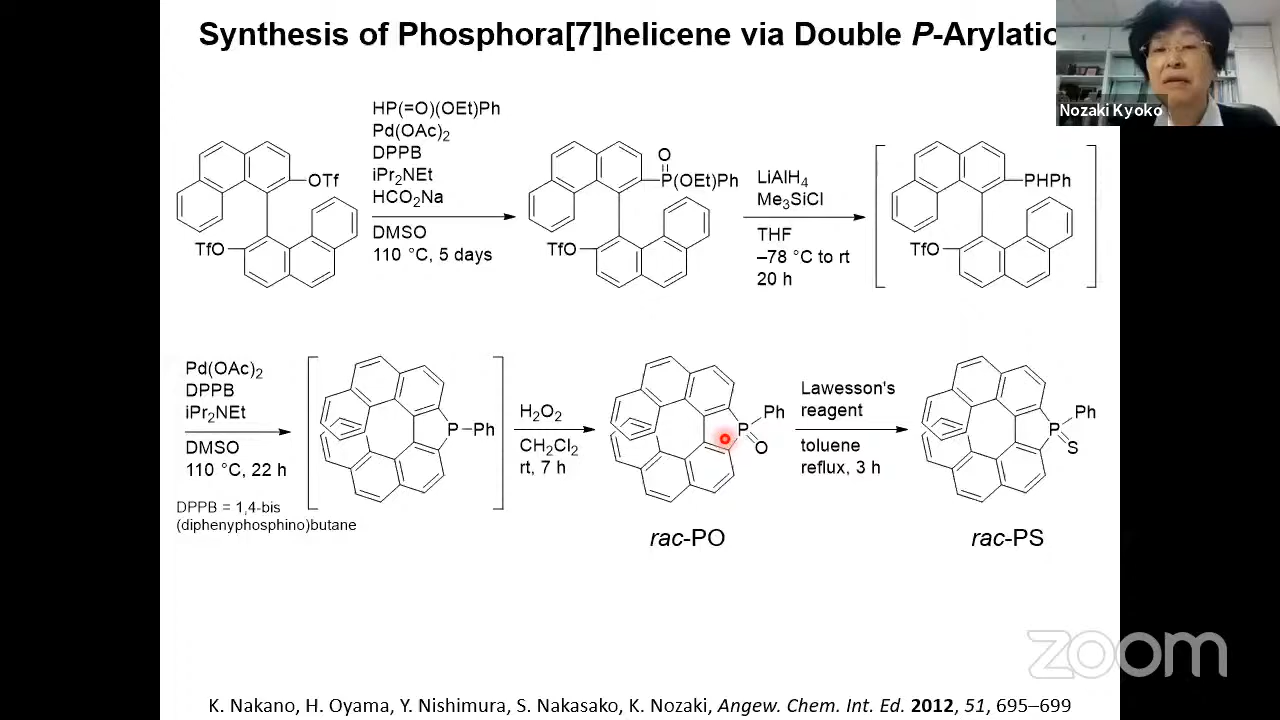 Synthesis of Phosphora[7]helicene via Double P-Arylatio
Nozaki Kyoko
HP(=O)(OEt)Ph
Pd(OAc)₂
DPPB
iPr₂NEt
HCO₂Na
DMSO
110 °C, 5 days
OTf
TfO
O
P(OEt)Ph
TfO
LiAlH₄
Me₃SiCl
THF
–78 °C to rt
20 h
PHPh
TfO
Pd(OAc)₂
DPPB
iPr₂NEt
DMSO
110 °C, 22 h
DPPB = 1,4-bis
(diphenyphosphino)butane
P–Ph
H₂O₂
CH₂Cl₂
rt, 7 h
Ph
P
O
rac-PO
Lawesson's
reagent
toluene
reflux, 3 h
Ph
P
S
rac-PS
zoom
K. Nakano, H. Oyama, Y. Nishimura, S. Nakasako, K. Nozaki, Angew. Chem. Int. Ed. 2012, 51, 695–699